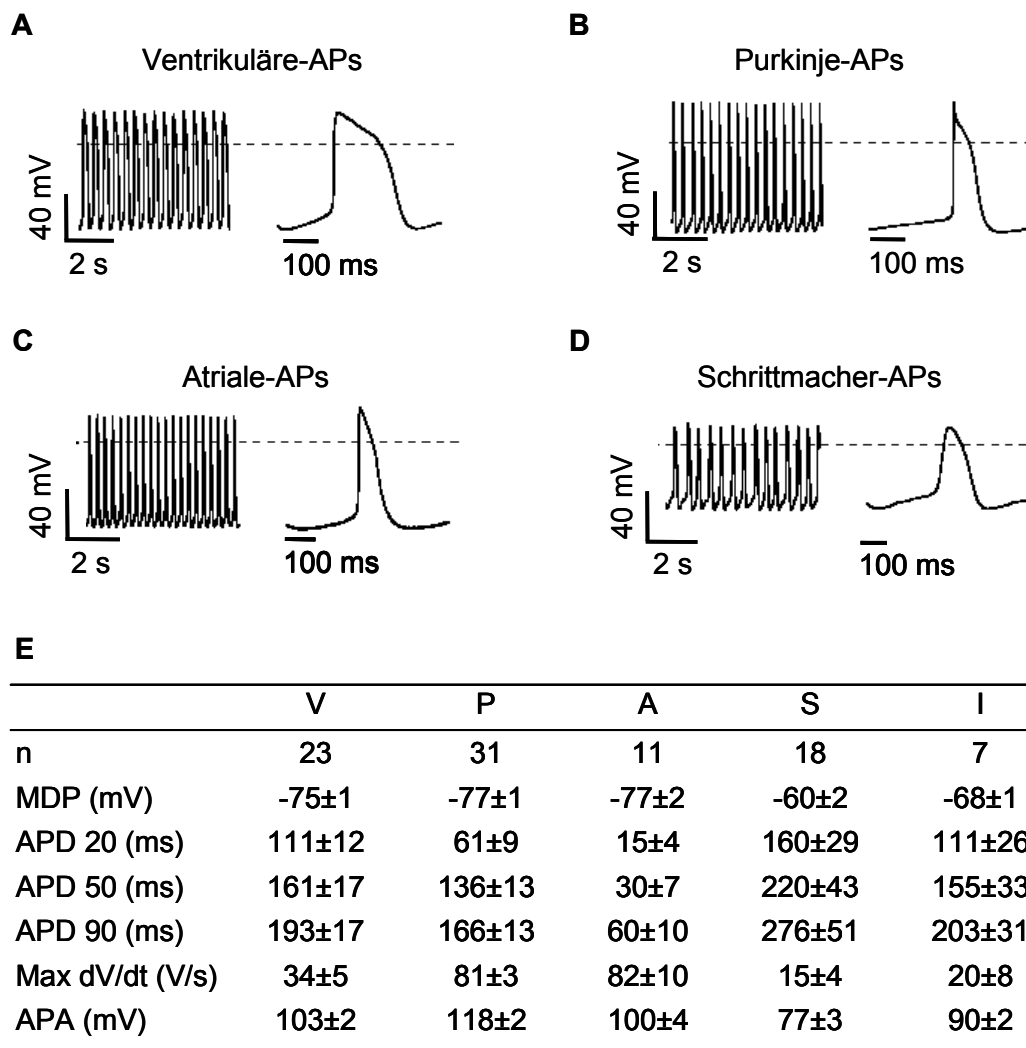 A
Ventrikuläre-APs
40 mV
2 s
100 ms
B
Purkinje-APs
40 mV
2 s
100 ms
C
Atriale-APs
40 mV
2 s
100 ms
D
Schrittmacher-APs
40 mV
2 s
100 ms
E
V P A S I
n 23 31 11 18 7
MDP (mV) -75±1 -77±1 -77±2 -60±2 -68±1
APD 20 (ms) 111±12 61±9 15±4 160±29 111±26
APD 50 (ms) 161±17 136±13 30±7 220±43 155±33
APD 90 (ms) 193±17 166±13 60±10 276±51 203±31
Max dV/dt (V/s) 34±5 81±3 82±10 15±4 20±8
APA (mV) 103±2 118±2 100±4 77±3 90±2